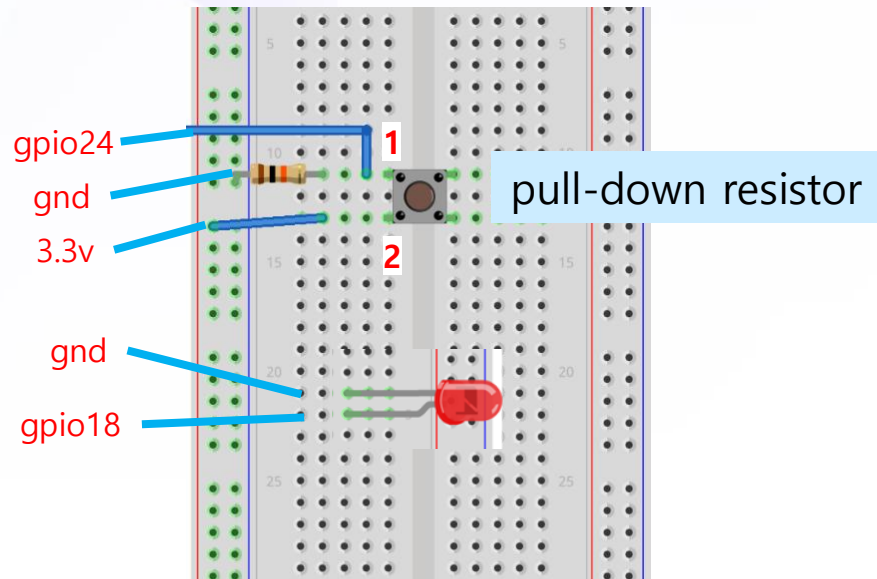 5 5
gpio24
1
10 10
gnd
pull-down resistor
3.3v
2
15 15
gnd
20 20
gpio18
25 25